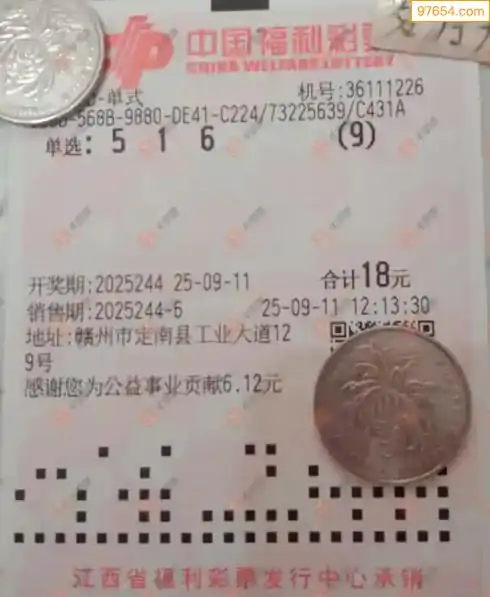 97654.com
中国福利彩
CHINA WELFARE LOTTERY
-单式 机号:36111226
-568B-9880-DE41-C224/73225639/C431A
单选: 5 1 6 (9)
开奖期:2025244 25-09-11 合计18元
销售期:2025244-6 25-09-11 12:13:30
地址:赣州市定南县工业大道12
9号
感谢您为公益事业贡献6.12元
江西省福利彩票发行中心承销